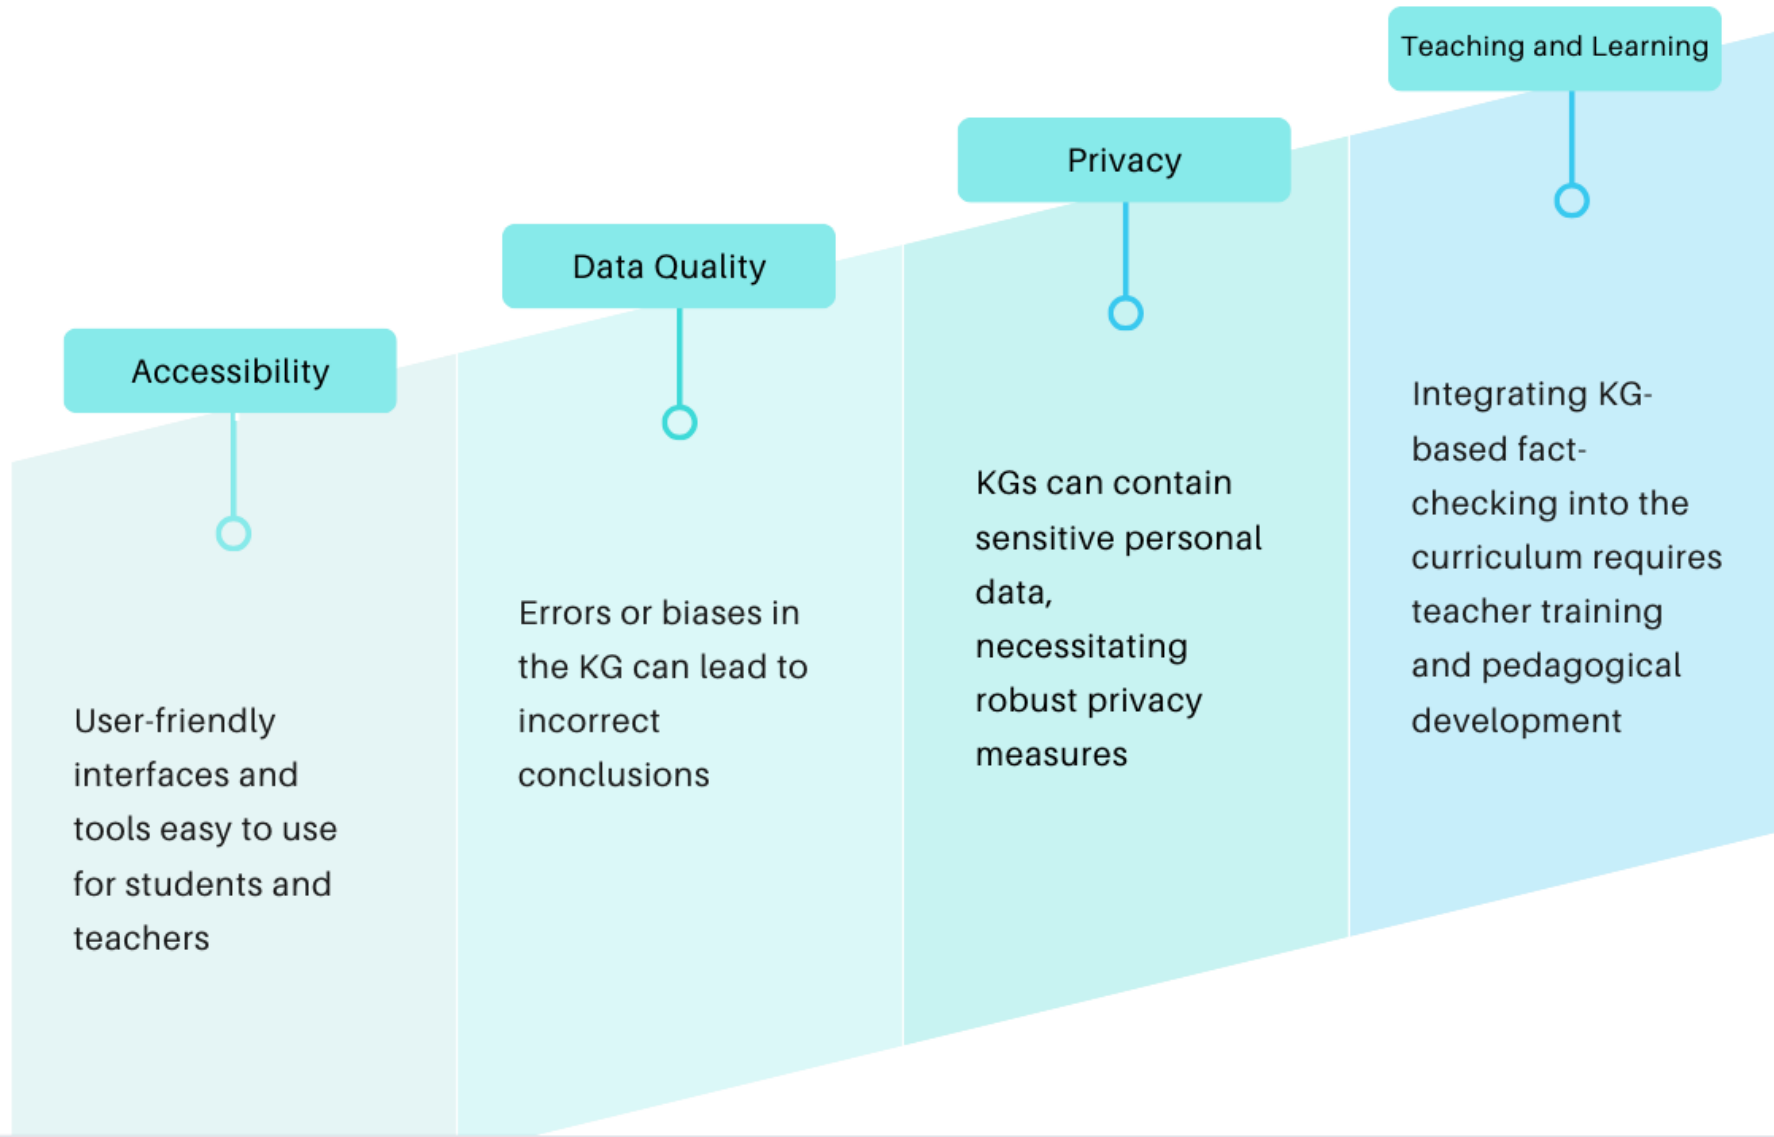 Accessibility
User-friendly
interfaces and
tools easy to use
for students and
teachers
Data Quality
Errors or biases in
the KG can lead to
incorrect
conclusions
Privacy
KGs can contain
sensitive personal
data,
necessitating
robust privacy
measures
Teaching and Learning
Integrating KG-
based fact-
checking into the
curriculum requires
teacher training
and pedagogical
development